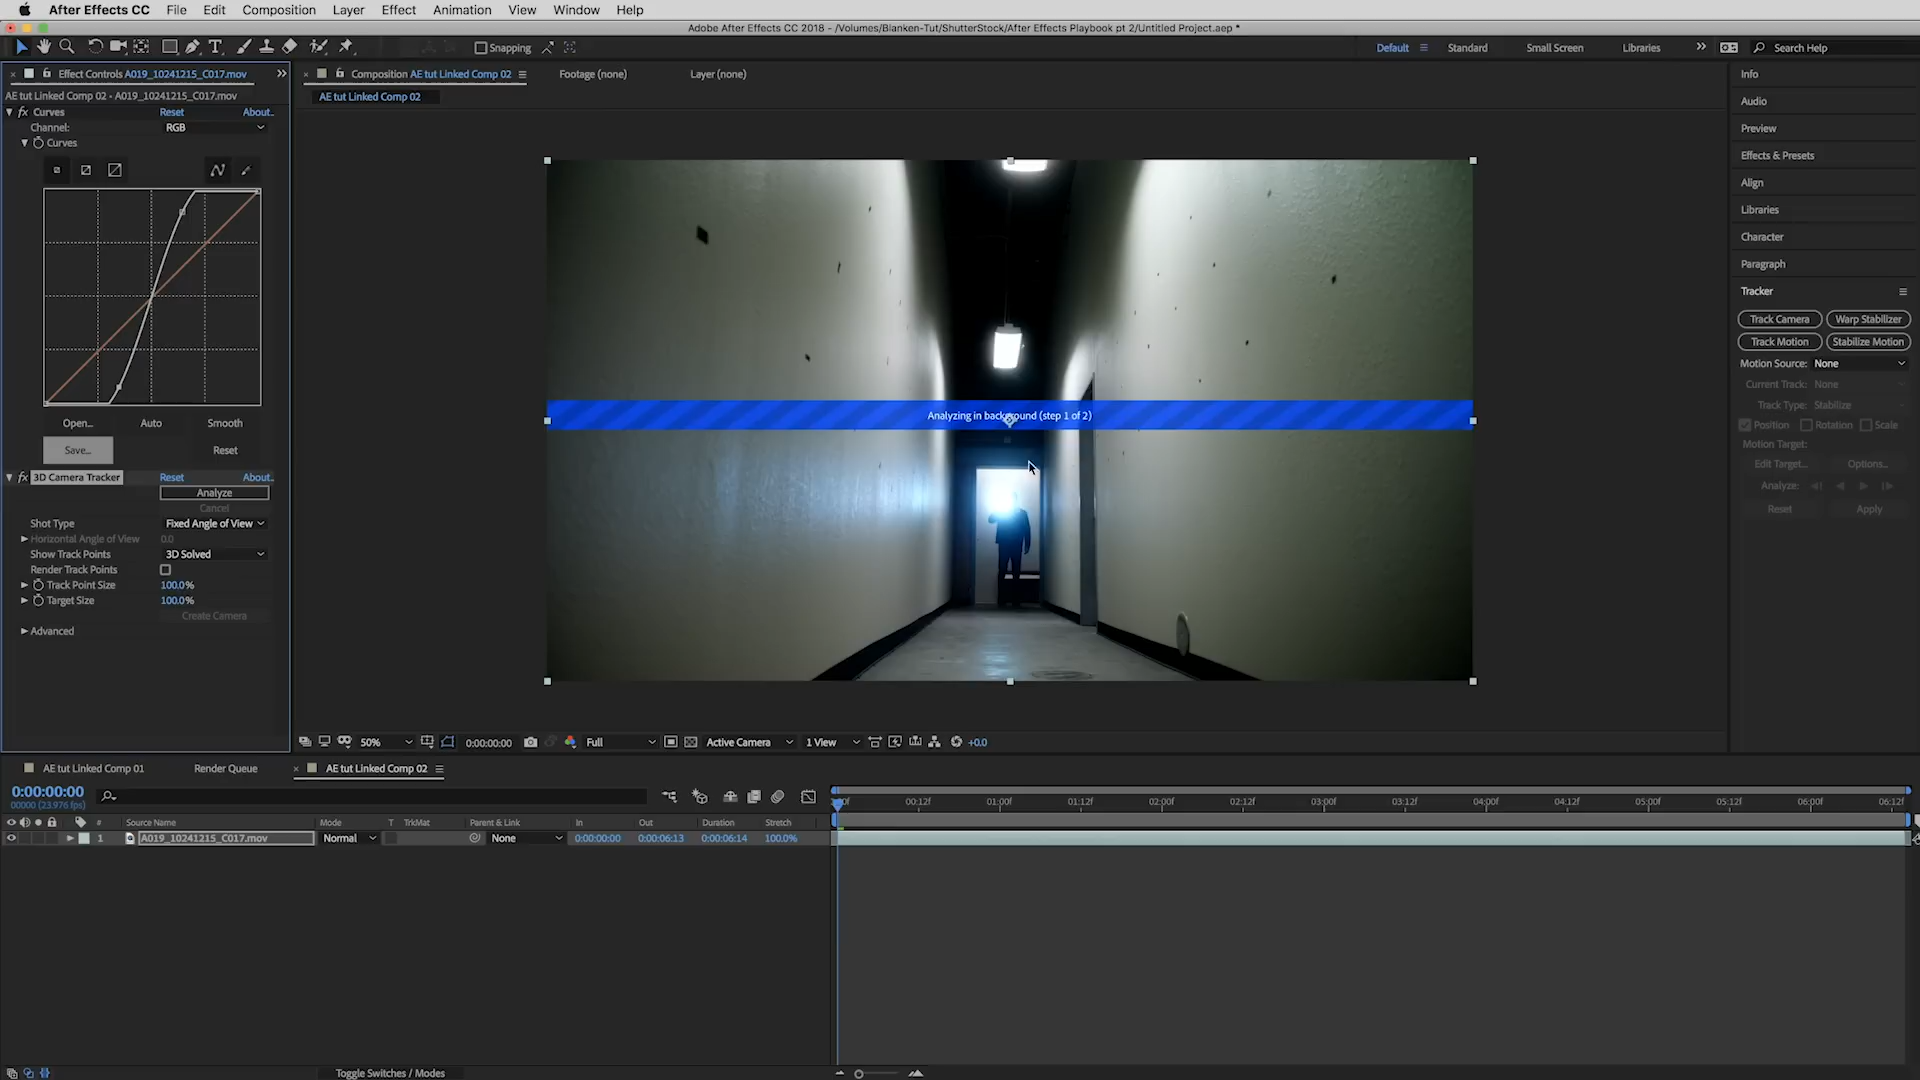 After Effects CC File Edit Composition Layer Effect Animation View Window Help
Adobe After Effects CC 2018 - /Volumes/Blanken-Tut/ShutterStock/After Effects Playbook pt 2/Untitled Project.aep *
Snapping Default Standard Small Screen Libraries Search Help
Effect Controls A019_10241215_C017.mov
AE tut Linked Comp 02 • A019_10241215_C017.mov
fx Curves Reset About..
Channel: RGB
Curves
Open... Auto Smooth
Save... Reset
fx 3D Camera Tracker Reset About..
Analyze
Cancel
Shot Type Fixed Angle of View
Horizontal Angle of View 0.0
Show Track Points 3D Solved
Render Track Points
Track Point Size 100.0%
Target Size 100.0%
Create Camera
Advanced
Composition AE tut Linked Comp 02 Footage (none) Layer (none)
AE tut Linked Comp 02
Analyzing in background (step 1 of 2)
50% 0:00:00:00 Full Active Camera 1 View +0.0
Info
Audio
Preview
Effects & Presets
Align
Libraries
Character
Paragraph
Tracker
Track Camera Warp Stabilizer
Track Motion Stabilize Motion
Motion Source: None
Current Track: None
Track Type: Stabilize
Position Rotation Scale
Motion Target:
Edit Target... Options...
Analyze:
Reset Apply
AE tut Linked Comp 01 Render Queue AE tut Linked Comp 02
0:00:00:00
00000 (23.976 fps)
00:12f 01:00f 01:12f 02:00f 02:12f 03:00f 03:12f 04:00f 04:12f 05:00f 05:12f 06:00f 06:12f
# Source Name Mode T TrkMat Parent & Link In Out Duration Stretch
1 A019_10241215_C017.mov Normal None 0:00:00:00 0:00:06:13 0:00:06:14 100.0%
Toggle Switches / Modes